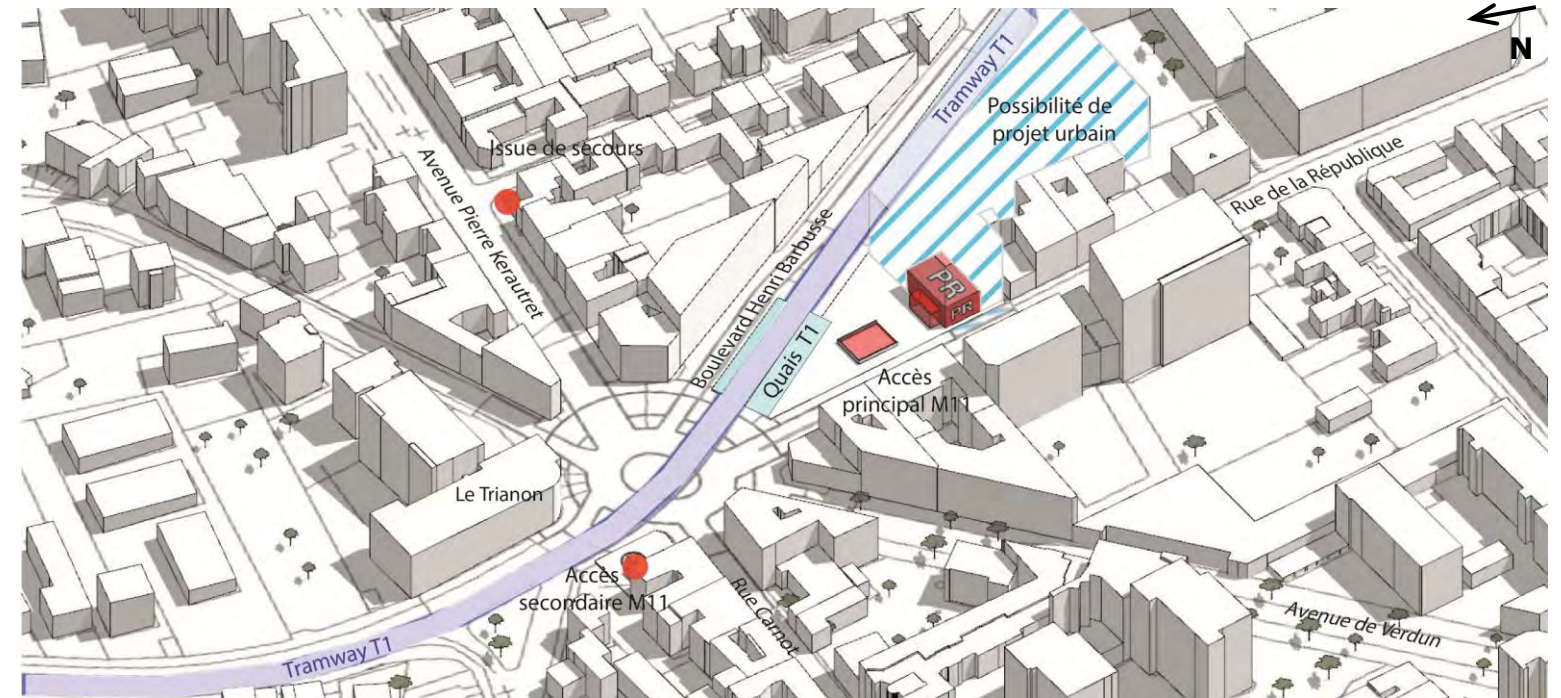 N
Tramway T1
Possibilité de
projet urbain
Issue de secours
Avenue Pierre Kerautret
Rue de la République
Boulevard Henri Barbusse
PR
PR
Quais T1
Accès
principal M11
Le Trianon
Accès
secondaire M11
Rue Carnot
Avenue de Verdun
Tramway T1